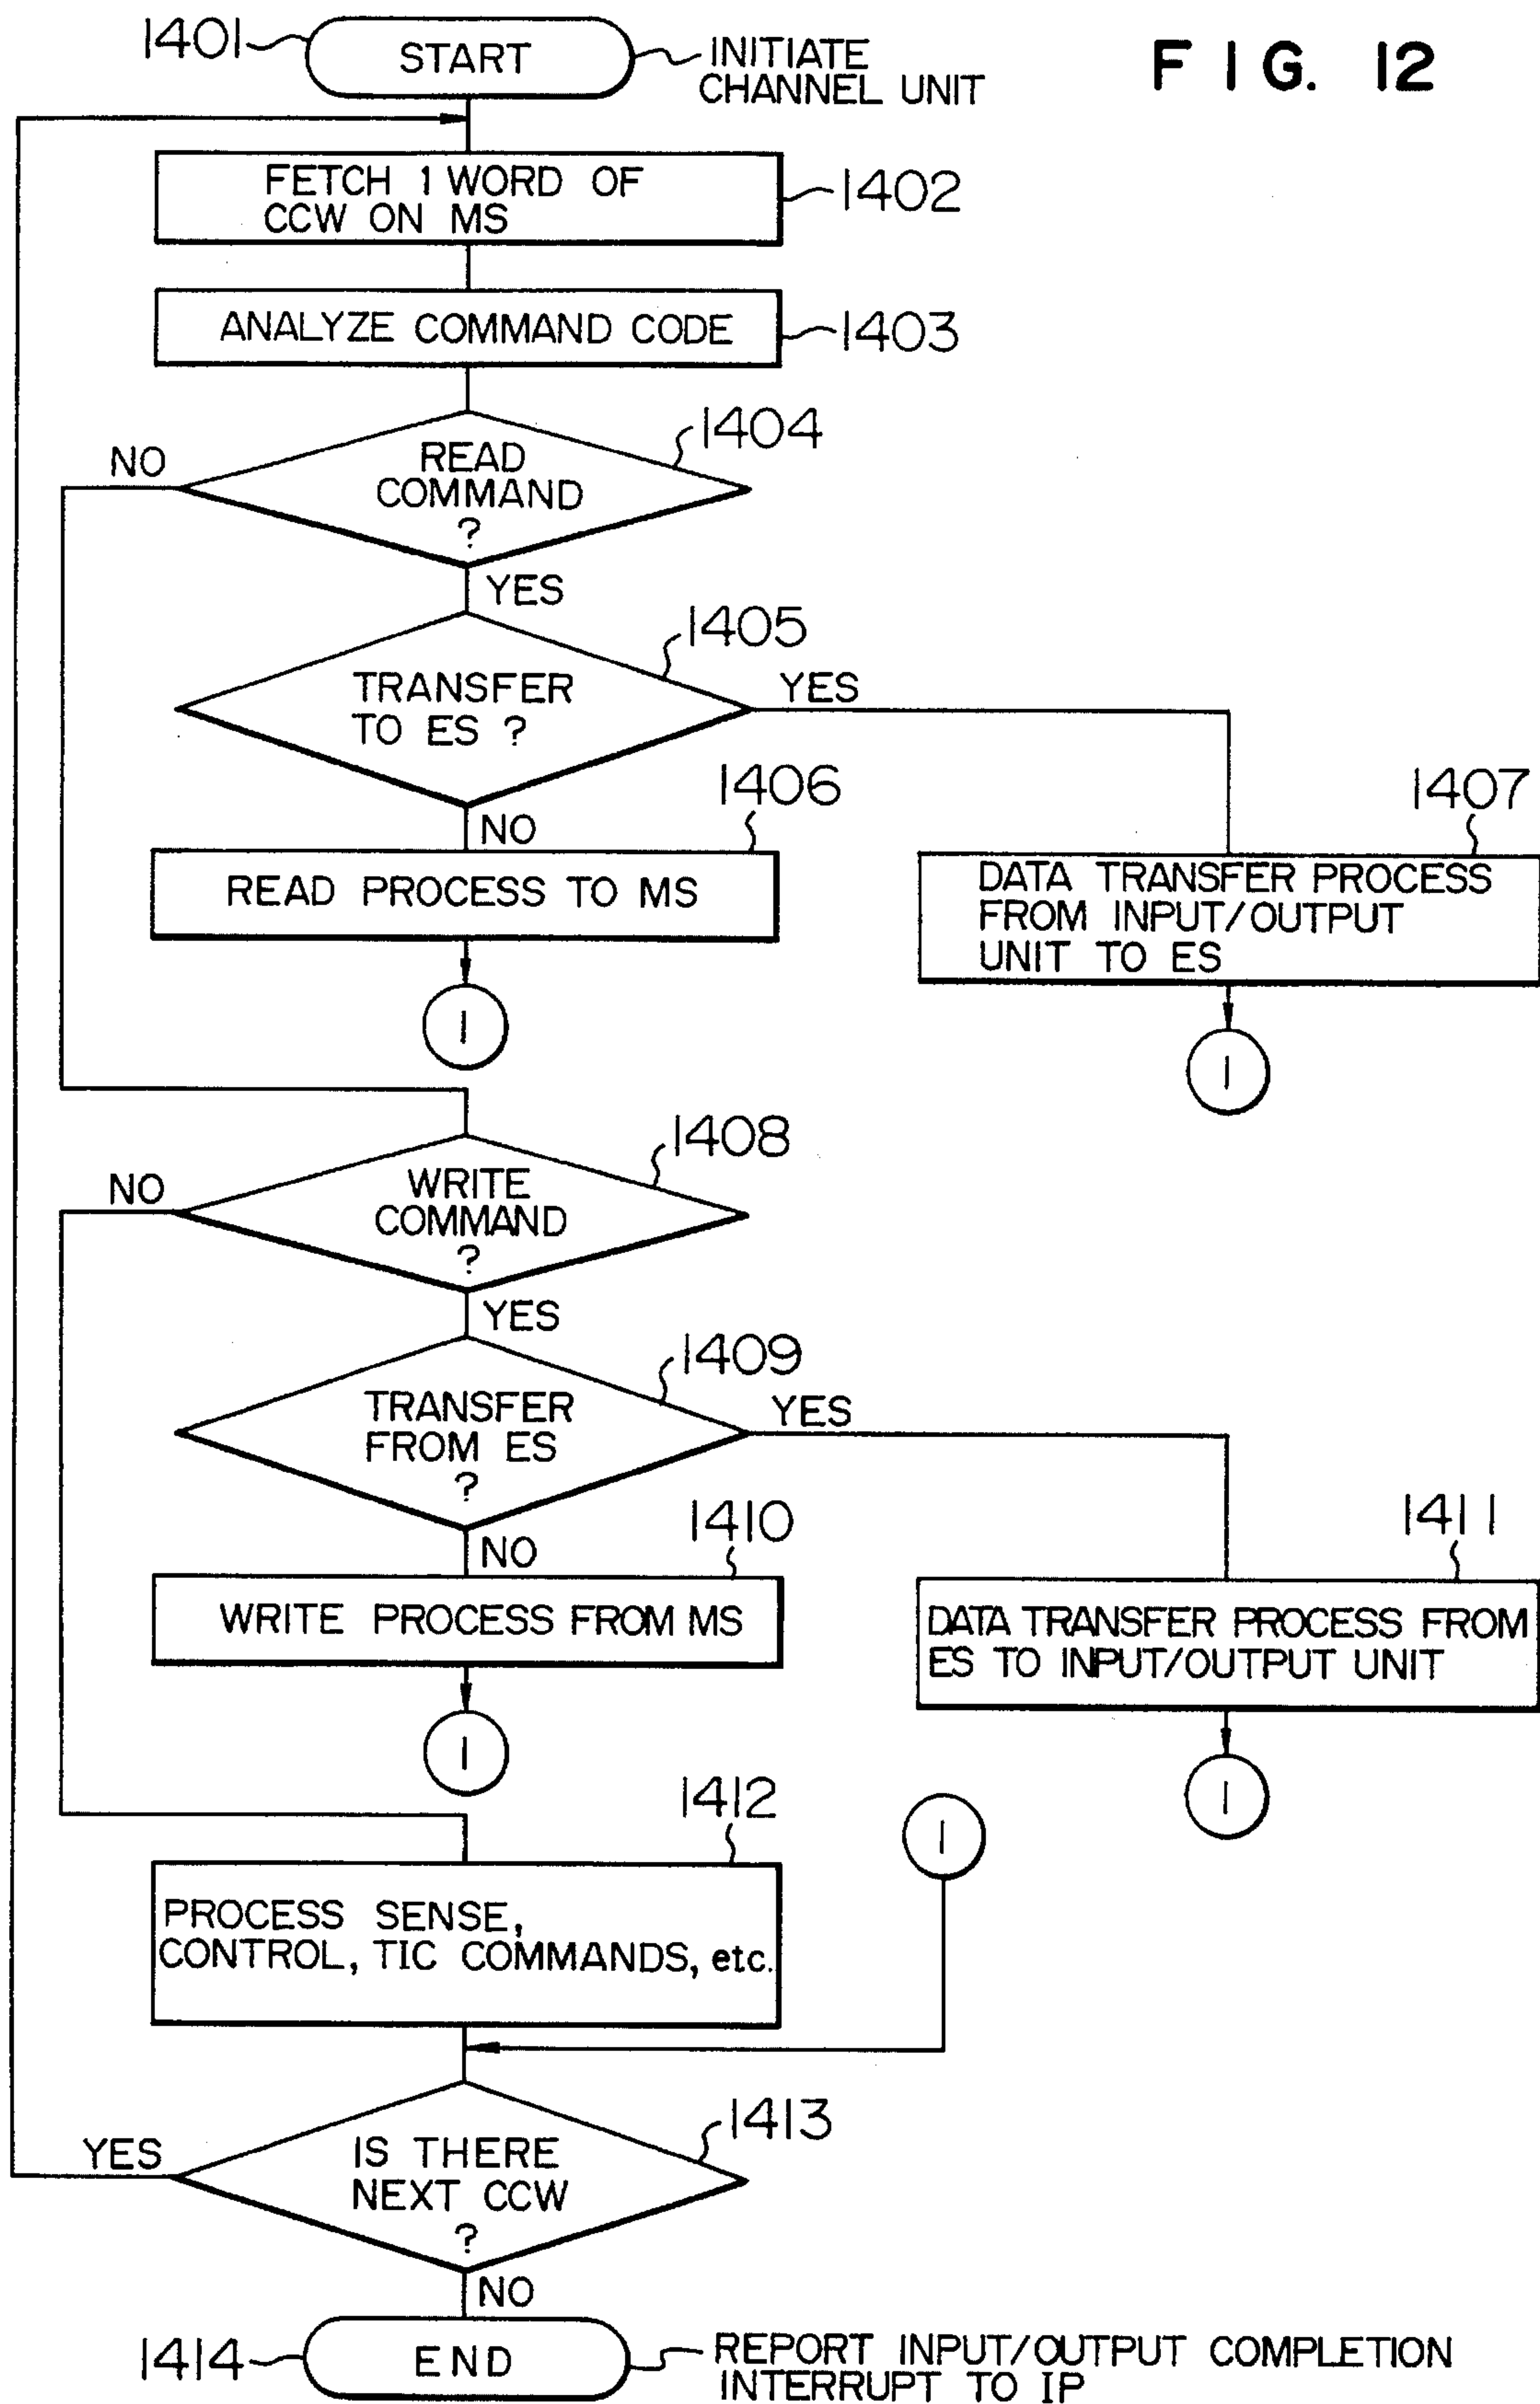 1401
START
INITIATE
CHANNEL UNIT
FIG. 12
FETCH 1 WORD OF
CCW ON MS
1402
ANALYZE COMMAND CODE
1403
1404
NO
READ
COMMAND
?
YES
1405
TRANSFER
TO ES ?
YES
1406
NO
READ PROCESS TO MS
1407
DATA TRANSFER PROCESS
FROM INPUT/OUTPUT
UNIT TO ES
1
1
1408
NO
WRITE
COMMAND
?
YES
1409
TRANSFER
FROM ES
?
YES
1410
NO
WRITE PROCESS FROM MS
1411
DATA TRANSFER PROCESS FROM
ES TO INPUT/OUTPUT UNIT
1
1
1412
1
PROCESS SENSE,
CONTROL, TIC COMMANDS, etc.
1413
YES
IS THERE
NEXT CCW
?
NO
1414
END
REPORT INPUT/OUTPUT COMPLETION
INTERRUPT TO IP